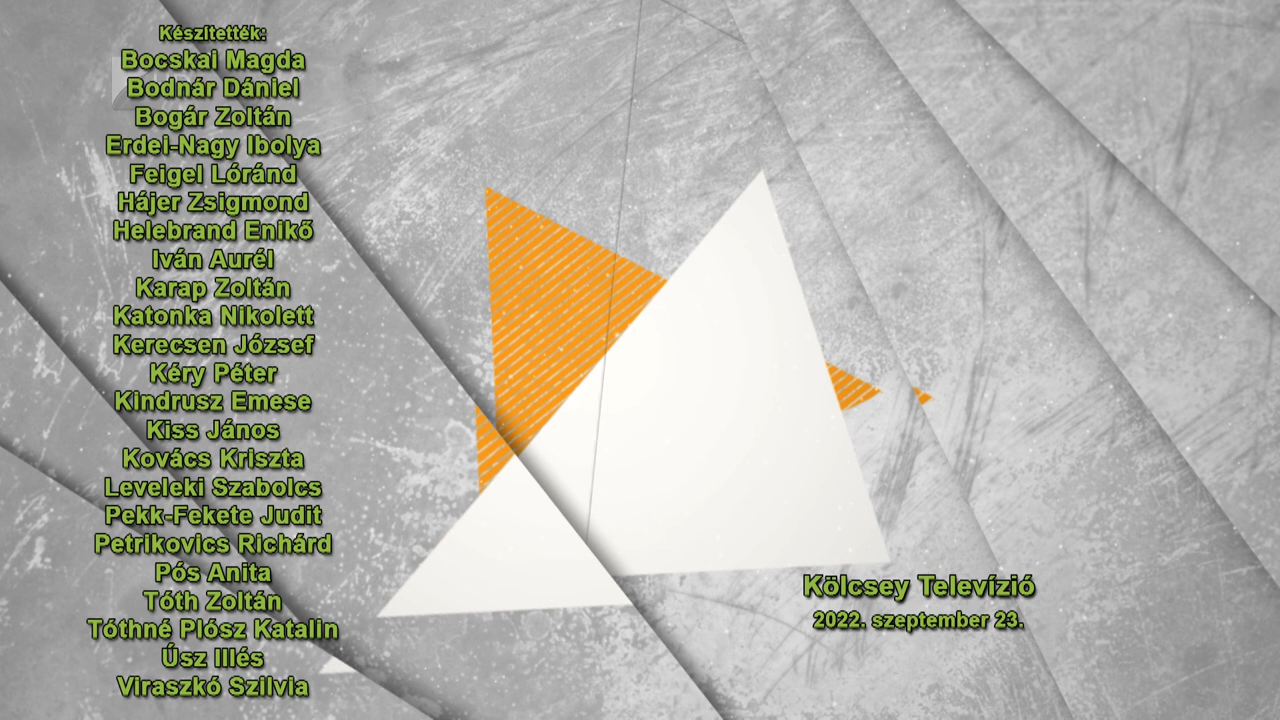 Készítették:
Bocskai Magda
Bodnár Dániel
Bogár Zoltán
Erdei-Nagy Ibolya
Feigel Lóránd
Hájer Zsigmond
Helebrand Enikő
Iván Aurél
Karap Zoltán
Katonka Nikolett
Kerecsen József
Kéry Péter
Kindrusz Emese
Kiss János
Kovács Kriszta
Leveleki Szabolcs
Pekk-Fekete Judit
Petrikovics Richárd
Pós Anita
Tóth Zoltán
Tóthné Plósz Katalin
Úsz Illés
Viraszkó Szilvia
Kölcsey Televízió
2022. szeptember 23.